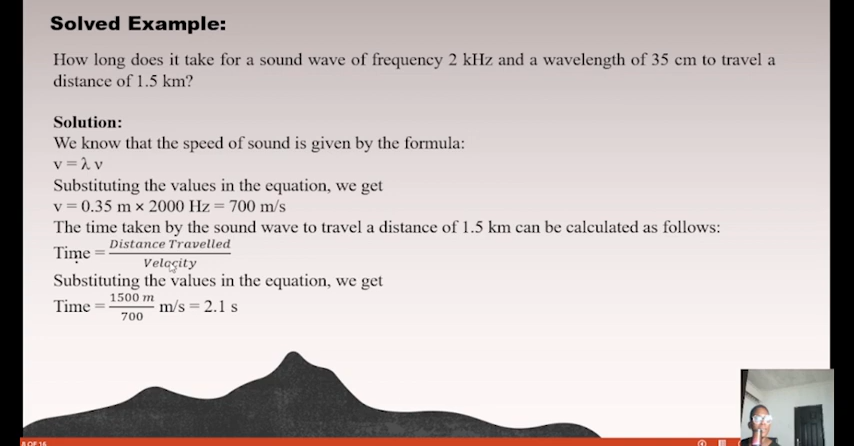 Solved Example:
How long does it take for a sound wave of frequency 2 kHz and a wavelength of 35 cm to travel a
distance of 1.5 km?
Solution:
We know that the speed of sound is given by the formula:
v = λ ν
Substituting the values in the equation, we get
v = 0.35 m × 2000 Hz = 700 m/s
The time taken by the sound wave to travel a distance of 1.5 km can be calculated as follows:
Time = Distance Travelled / Velocity
Substituting the values in the equation, we get
Time = 1500 m / 700 m/s = 2.1 s
8 OF 15